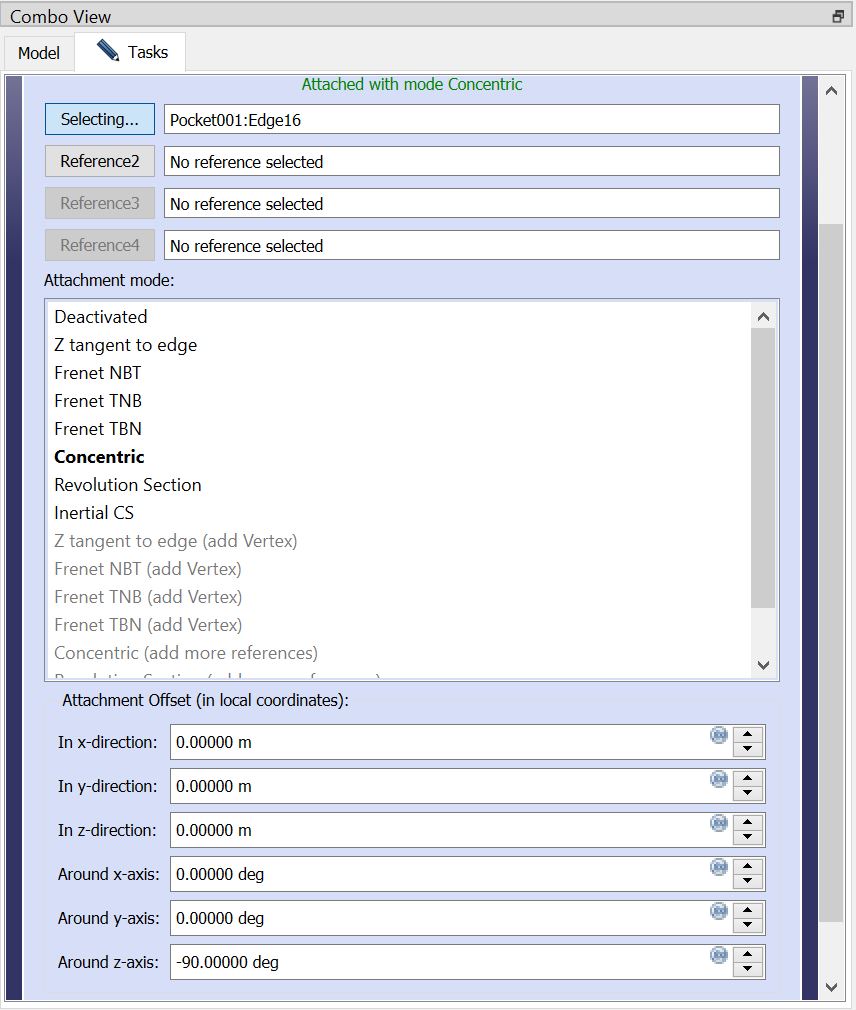 Combo View
Model
Tasks
Attached with mode Concentric
Selecting... Pocket001:Edge16
Reference2 No reference selected
Reference3 No reference selected
Reference4 No reference selected
Attachment mode:
Deactivated
Z tangent to edge
Frenet NBT
Frenet TNB
Frenet TBN
Concentric
Revolution Section
Inertial CS
Z tangent to edge (add Vertex)
Frenet NBT (add Vertex)
Frenet TNB (add Vertex)
Frenet TBN (add Vertex)
Concentric (add more references)
Attachment Offset (in local coordinates):
In x-direction: 0.00000 m
In y-direction: 0.00000 m
In z-direction: 0.00000 m
Around x-axis: 0.00000 deg
Around y-axis: 0.00000 deg
Around z-axis: -90.00000 deg